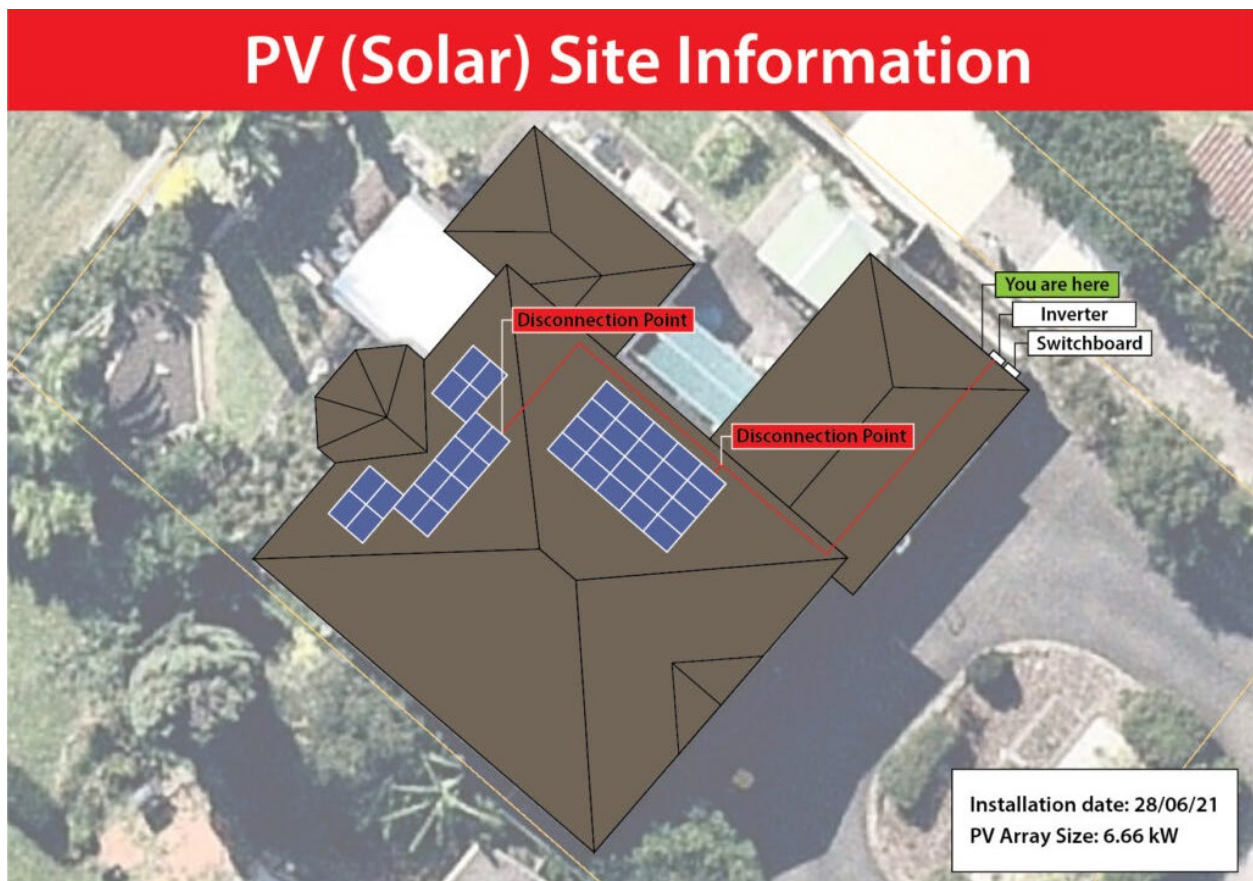 PV (Solar) Site Information
You are here
Inverter
Disconnection Point
Switchboard
Disconnection Point
Installation date: 28/06/21
PV Array Size: 6.66 kW